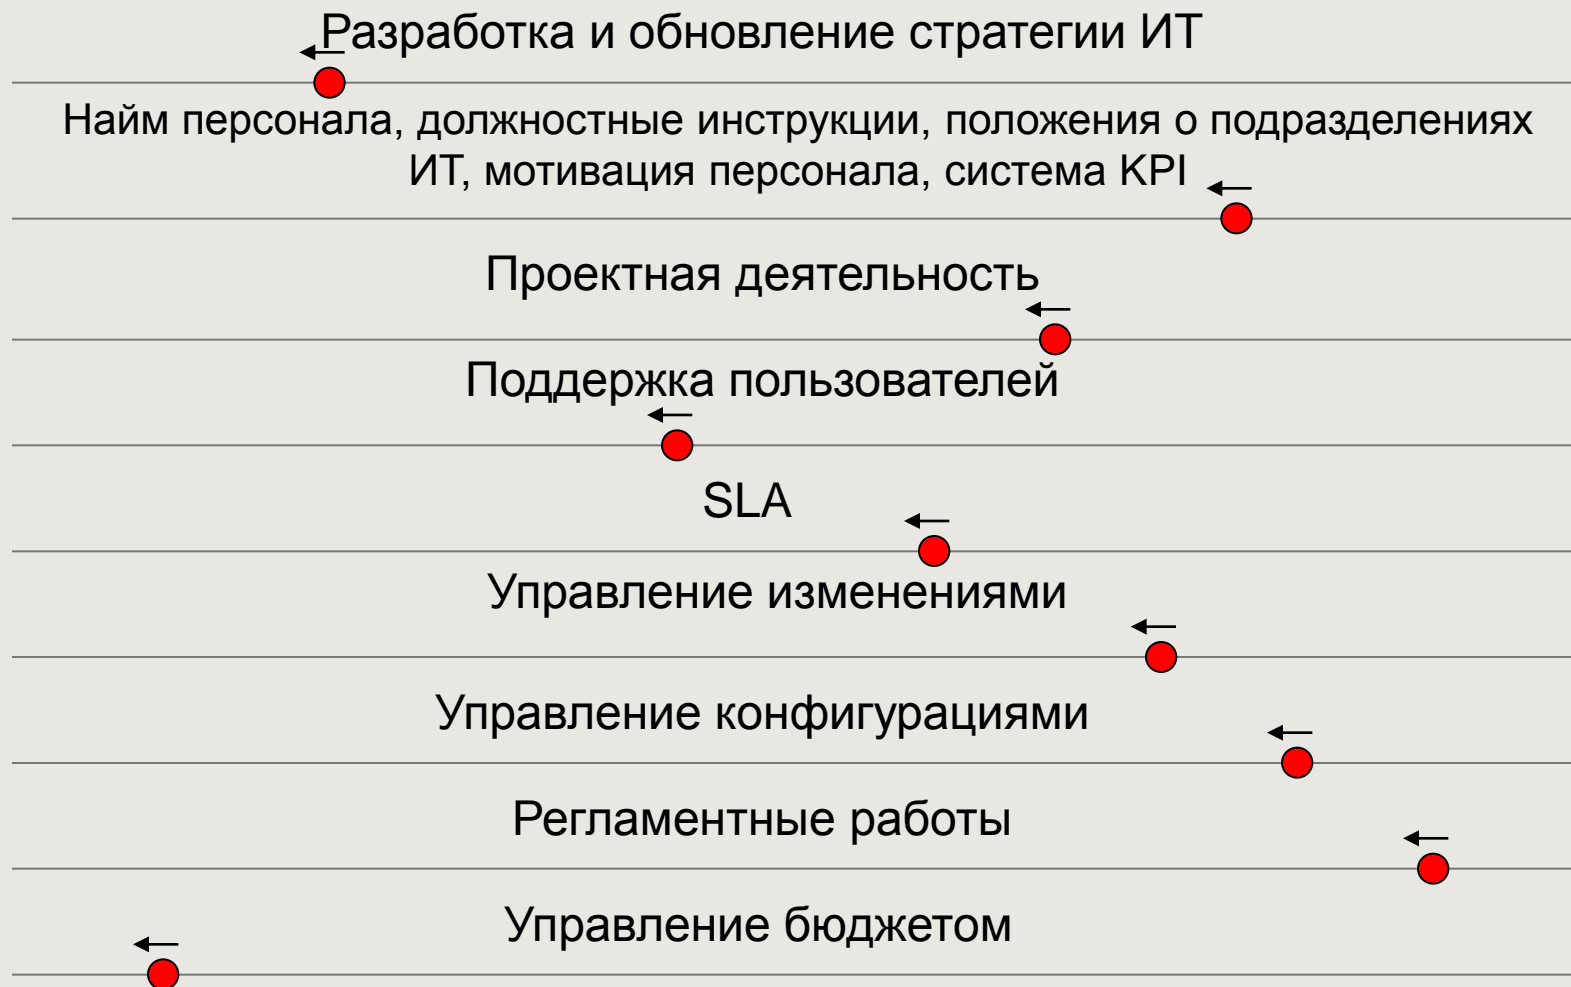 Разработка и обновление стратегии ИТ
Найм персонала, должностные инструкции, положения о подразделениях
ИТ, мотивация персонала, система KPI
Проектная деятельность
Поддержка пользователей
SLA
Управление изменениями
Управление конфигурациями
Регламентные работы
Управление бюджетом